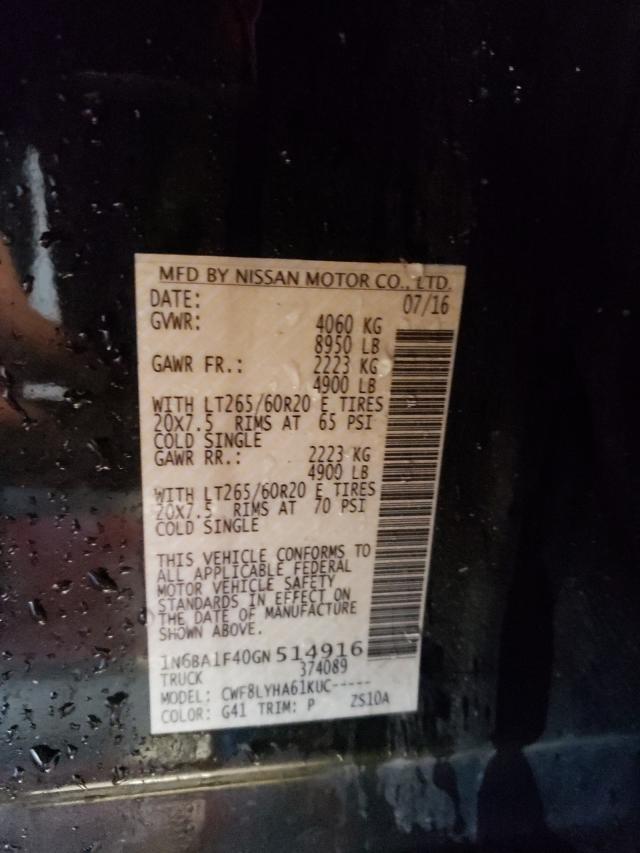 MFD BY NISSAN MOTOR CO., LTD.
DATE: 07/16
GVWR: 4060 KG
8950 LB
GAWR FR.: 2223 KG
4900 LB
WITH LT265/60R20 E TIRES
20X7.5 RIMS AT 65 PSI
COLD SINGLE
GAWR RR.: 2223 KG
4900 LB
WITH LT265/60R20 E TIRES
20X7.5 RIMS AT 70 PSI
COLD SINGLE
THIS VEHICLE CONFORMS TO
ALL APPLICABLE FEDERAL
MOTOR VEHICLE SAFETY
STANDARDS IN EFFECT ON
THE DATE OF MANUFACTURE
SHOWN ABOVE.
1N6BA1F40GN514916
TRUCK 374089
MODEL: CWF8LYHA61KUC-----
COLOR: G41 TRIM: P ZS10A